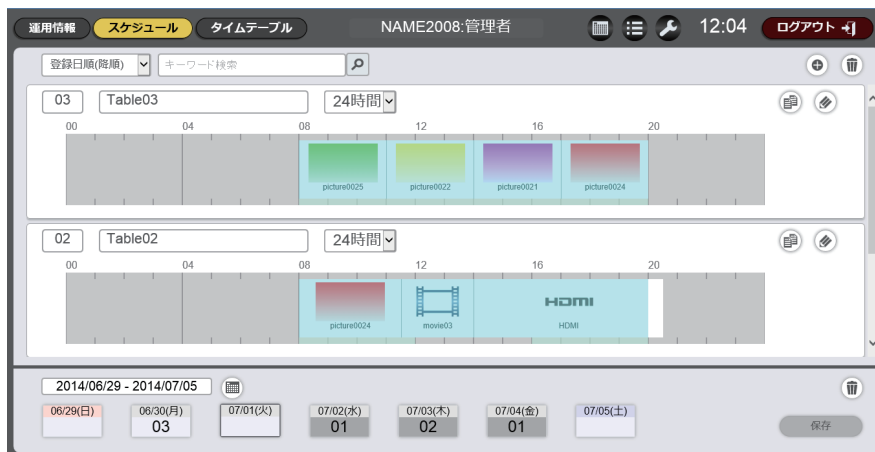 運用情報 スケジュール タイムテーブル NAME2008:管理者 12:04 ログアウト
登録日順(降順) キーワード検索
03 Table03 24時間
00 04 08 12 16 20
picture0025 picture0022 picture0021 picture0024
02 Table02 24時間
00 04 08 12 16 20
HDMI
picture0024 movie03 HDMI
2014/06/29 - 2014/07/05
06/29(日) 06/30(月) 07/01(火) 07/02(水) 07/03(木) 07/04(金) 07/05(土)
03 01 02 01 保存